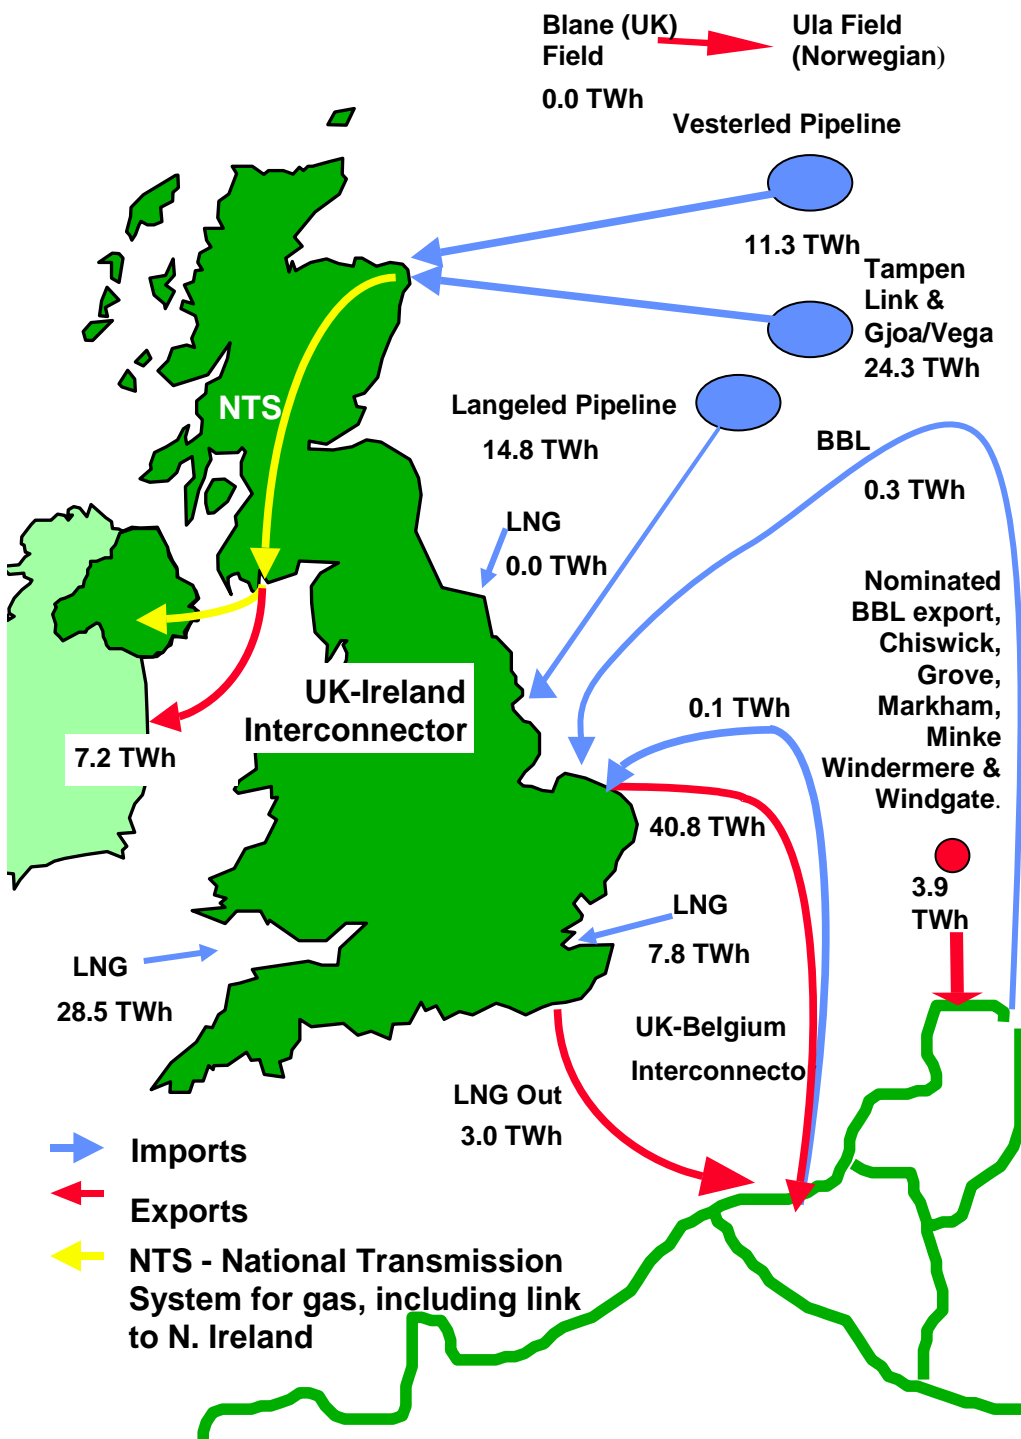 Blane (UK)
Field
0.0 TWh
Ula Field
(Norwegian)
Vesterled Pipeline
11.3 TWh
Tampen
Link &
Gjoa/Vega
24.3 TWh
NTS
Langeled Pipeline
14.8 TWh
BBL
0.3 TWh
LNG
0.0 TWh
Nominated
BBL export,
Chiswick,
Grove,
Markham,
Minke
Windermere &
Windgate.
3.9
TWh
UK-Ireland
Interconnector
7.2 TWh
0.1 TWh
40.8 TWh
LNG
7.8 TWh
LNG
28.5 TWh
UK-Belgium
Interconnecto
LNG Out
3.0 TWh
Imports
Exports
NTS - National Transmission
System for gas, including link
to N. Ireland